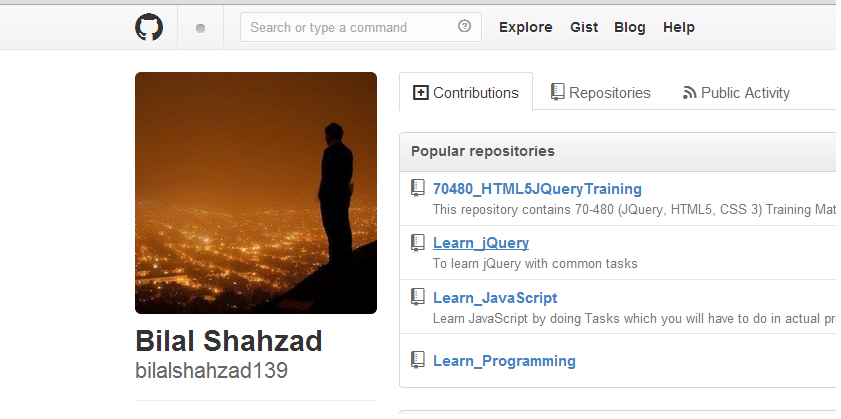 Search or type a command
Explore Gist Blog Help
Contributions Repositories Public Activity
Popular repositories
70480_HTML5JQueryTraining
This repository contains 70-480 (JQuery, HTML5, CSS 3) Training Mat
Learn_jQuery
To learn jQuery with common tasks
Learn_JavaScript
Learn JavaScript by doing Tasks which you will have to do in actual pr
Learn_Programming
Bilal Shahzad
bilalshahzad139